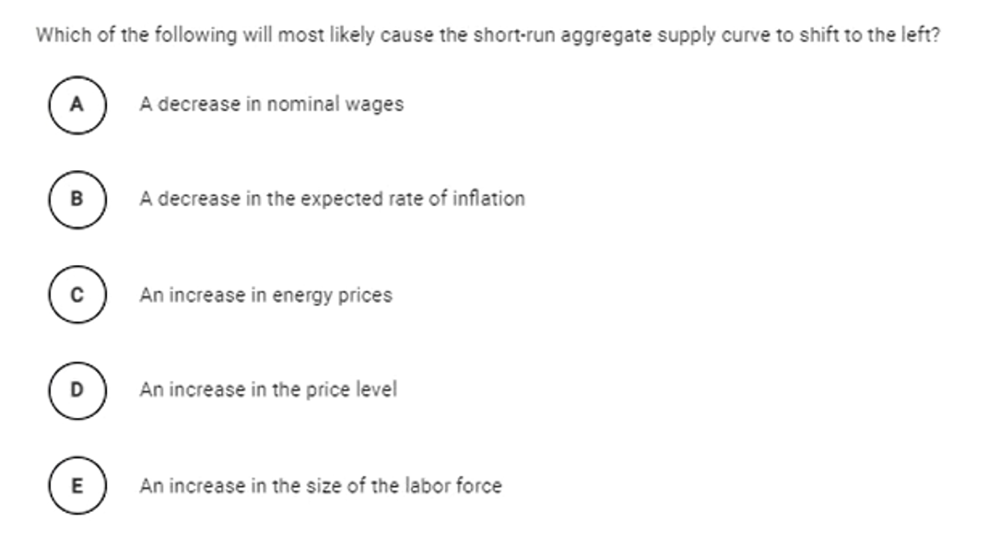 Which of the following will most likely cause the short-run aggregate supply curve to shift to the left?
A A decrease in nominal wages
B A decrease in the expected rate of inflation
C An increase in energy prices
D An increase in the price level
E An increase in the size of the labor force